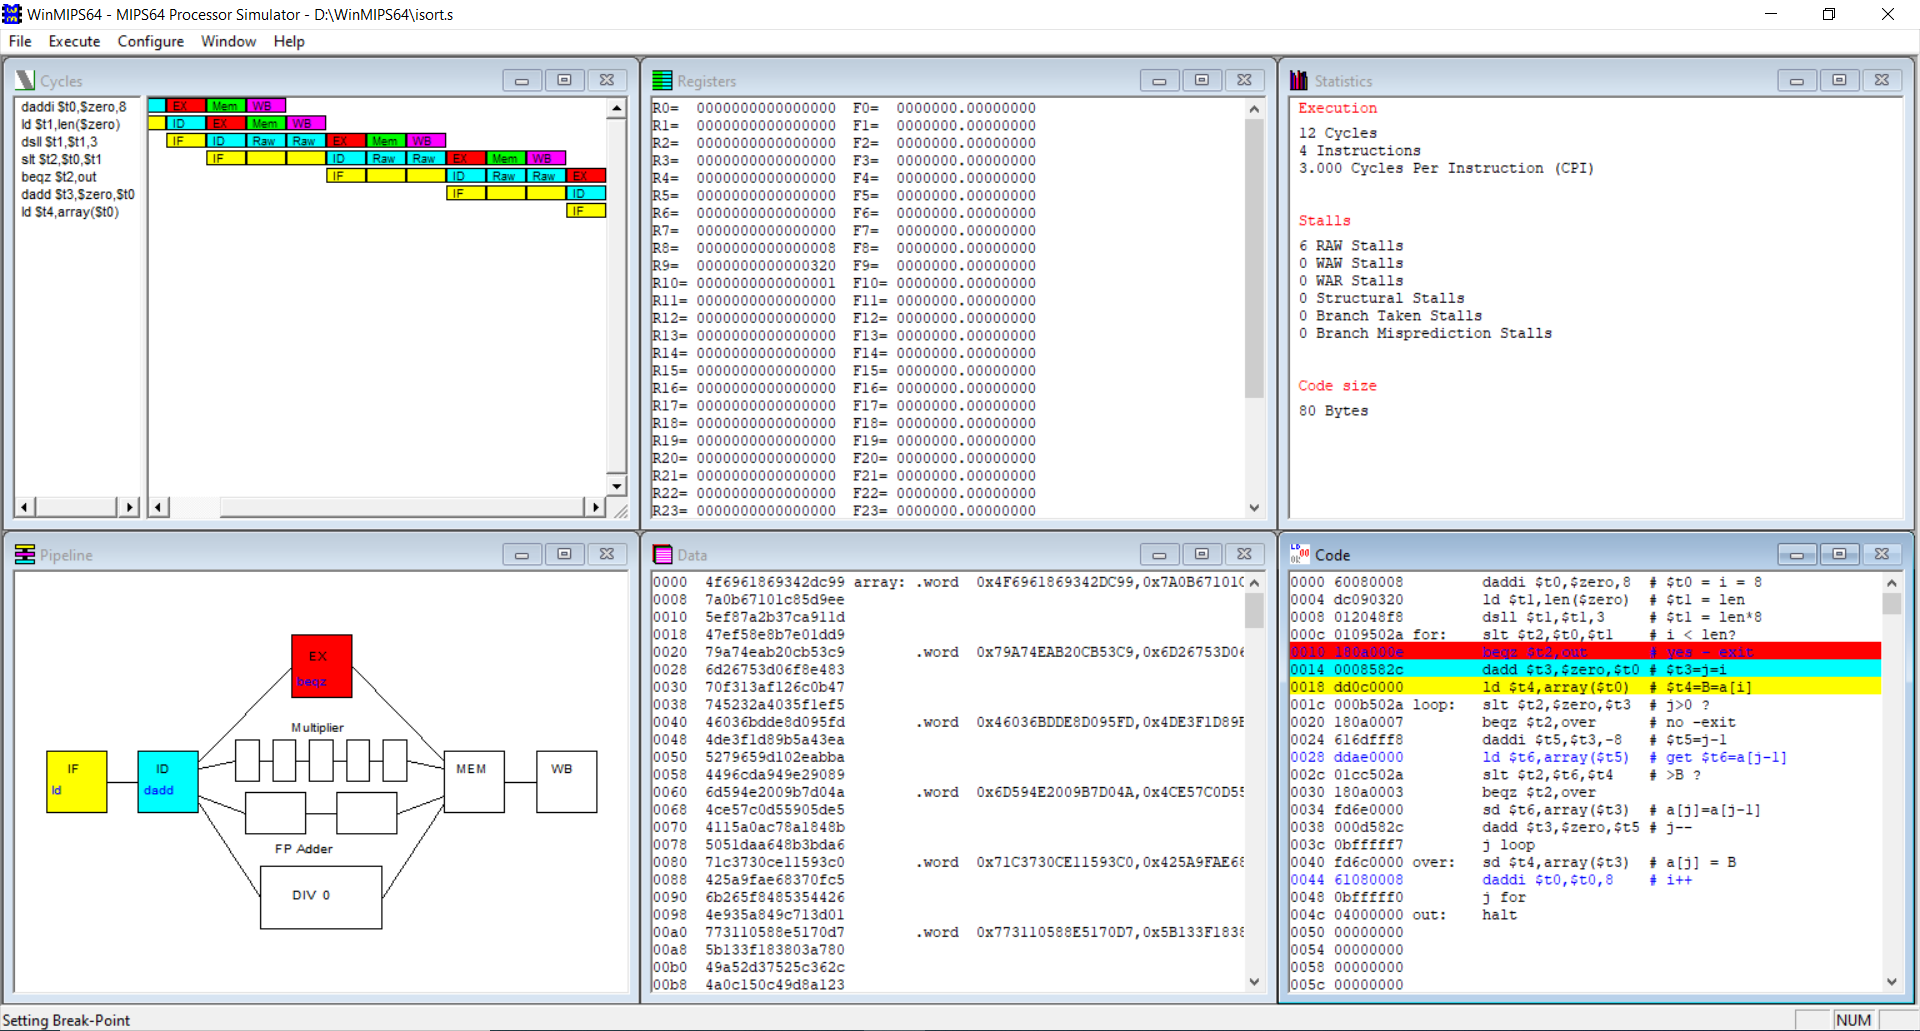 WinMIPS64 - MIPS64 Processor Simulator - D:\WinMIPS64\isort.s
File Execute Configure Window Help
Cycles
daddi $t0,$zero,8 EX Mem WB
ld $t1,len($zero) ID EX Mem WB
dsll $t1,$t1,3 IF ID Raw Raw EX Mem WB
slt $t2,$t0,$t1 IF ID Raw Raw EX Mem WB
beqz $t2,out IF ID Raw Raw EX
dadd $t3,$zero,$t0 IF ID
ld $t4,array($t0) IF
Registers
R0= 0000000000000000 F0= 0000000.00000000
R1= 0000000000000000 F1= 0000000.00000000
R2= 0000000000000000 F2= 0000000.00000000
R3= 0000000000000000 F3= 0000000.00000000
R4= 0000000000000000 F4= 0000000.00000000
R5= 0000000000000000 F5= 0000000.00000000
R6= 0000000000000000 F6= 0000000.00000000
R7= 0000000000000000 F7= 0000000.00000000
R8= 0000000000000008 F8= 0000000.00000000
R9= 0000000000000320 F9= 0000000.00000000
R10= 0000000000000001 F10= 0000000.00000000
R11= 0000000000000000 F11= 0000000.00000000
R12= 0000000000000000 F12= 0000000.00000000
R13= 0000000000000000 F13= 0000000.00000000
R14= 0000000000000000 F14= 0000000.00000000
R15= 0000000000000000 F15= 0000000.00000000
R16= 0000000000000000 F16= 0000000.00000000
R17= 0000000000000000 F17= 0000000.00000000
R18= 0000000000000000 F18= 0000000.00000000
R19= 0000000000000000 F19= 0000000.00000000
R20= 0000000000000000 F20= 0000000.00000000
R21= 0000000000000000 F21= 0000000.00000000
R22= 0000000000000000 F22= 0000000.00000000
R23= 0000000000000000 F23= 0000000.00000000
Statistics
Execution
12 Cycles
4 Instructions
3.000 Cycles Per Instruction (CPI)
Stalls
6 RAW Stalls
0 WAW Stalls
0 WAR Stalls
0 Structural Stalls
0 Branch Taken Stalls
0 Branch Misprediction Stalls
Code size
80 Bytes
Pipeline
EX
beqz
Multiplier
IF
ld
ID
dadd
MEM
WB
FP Adder
DIV 0
Data
0000 4f6961869342dc99 array: .word 0x4F6961869342DC99,0x7A0B67101C
0008 7a0b67101c85d9ee
0010 5ef87a2b37ca911d
0018 47ef58e8b7e01dd9
0020 79a74eab20cb53c9 .word 0x79A74EAB20CB53C9,0x6D26753D06
0028 6d26753d06f8e483
0030 70f313af126c0b47
0038 745232a4035f1ef5
0040 46036bdde8d095fd .word 0x46036BDDE8D095FD,0x4DE3F1D89B
0048 4de3f1d89b5a43ea
0050 5279659d102eabba
0058 4496cda949e29089
0060 6d594e2009b7d04a .word 0x6D594E2009B7D04A,0x4CE57C0D55
0068 4ce57c0d55905de5
0070 4115a0ac78a1848b
0078 5051daa648b3bda6
0080 71c3730ce11593c0 .word 0x71C3730CE11593C0,0x425A9FAE68
0088 425a9fae68370fc5
0090 6b265f8485354426
0098 4e935a849c713d01
00a0 773110588e5170d7 .word 0x773110588E5170D7,0x5B133F1838
00a8 5b133f183803a780
00b0 49a52d37525c362c
00b8 4a0c150c49d8a123
Code
0000 60080008 daddi $t0,$zero,8 # $t0 = i = 8
0004 dc090320 ld $t1,len($zero) # $t1 = len
0008 012048f8 dsll $t1,$t1,3 # $t1 = len*8
000c 0109502a for: slt $t2,$t0,$t1 # i < len?
0010 180a000e beqz $t2,out # yes - exit
0014 0008582c dadd $t3,$zero,$t0 # $t3=j=i
0018 dd0c0000 ld $t4,array($t0) # $t4=B=a[i]
001c 000b502a loop: slt $t2,$zero,$t3 # j>0 ?
0020 180a0007 beqz $t2,over # no -exit
0024 616dfff8 daddi $t5,$t3,-8 # $t5=j-1
0028 ddae0000 ld $t6,array($t5) # get $t6=a[j-1]
002c 01cc502a slt $t2,$t6,$t4 # >B ?
0030 180a0003 beqz $t2,over
0034 fd6e0000 sd $t6,array($t3) # a[j]=a[j-1]
0038 000d582c dadd $t3,$zero,$t5 # j--
003c 0bfffff7 j loop
0040 fd6c0000 over: sd $t4,array($t3) # a[j] = B
0044 61080008 daddi $t0,$t0,8 # i++
0048 0bfffff0 j for
004c 04000000 out: halt
0050 00000000
0054 00000000
0058 00000000
005c 00000000
Setting Break-Point
NUM